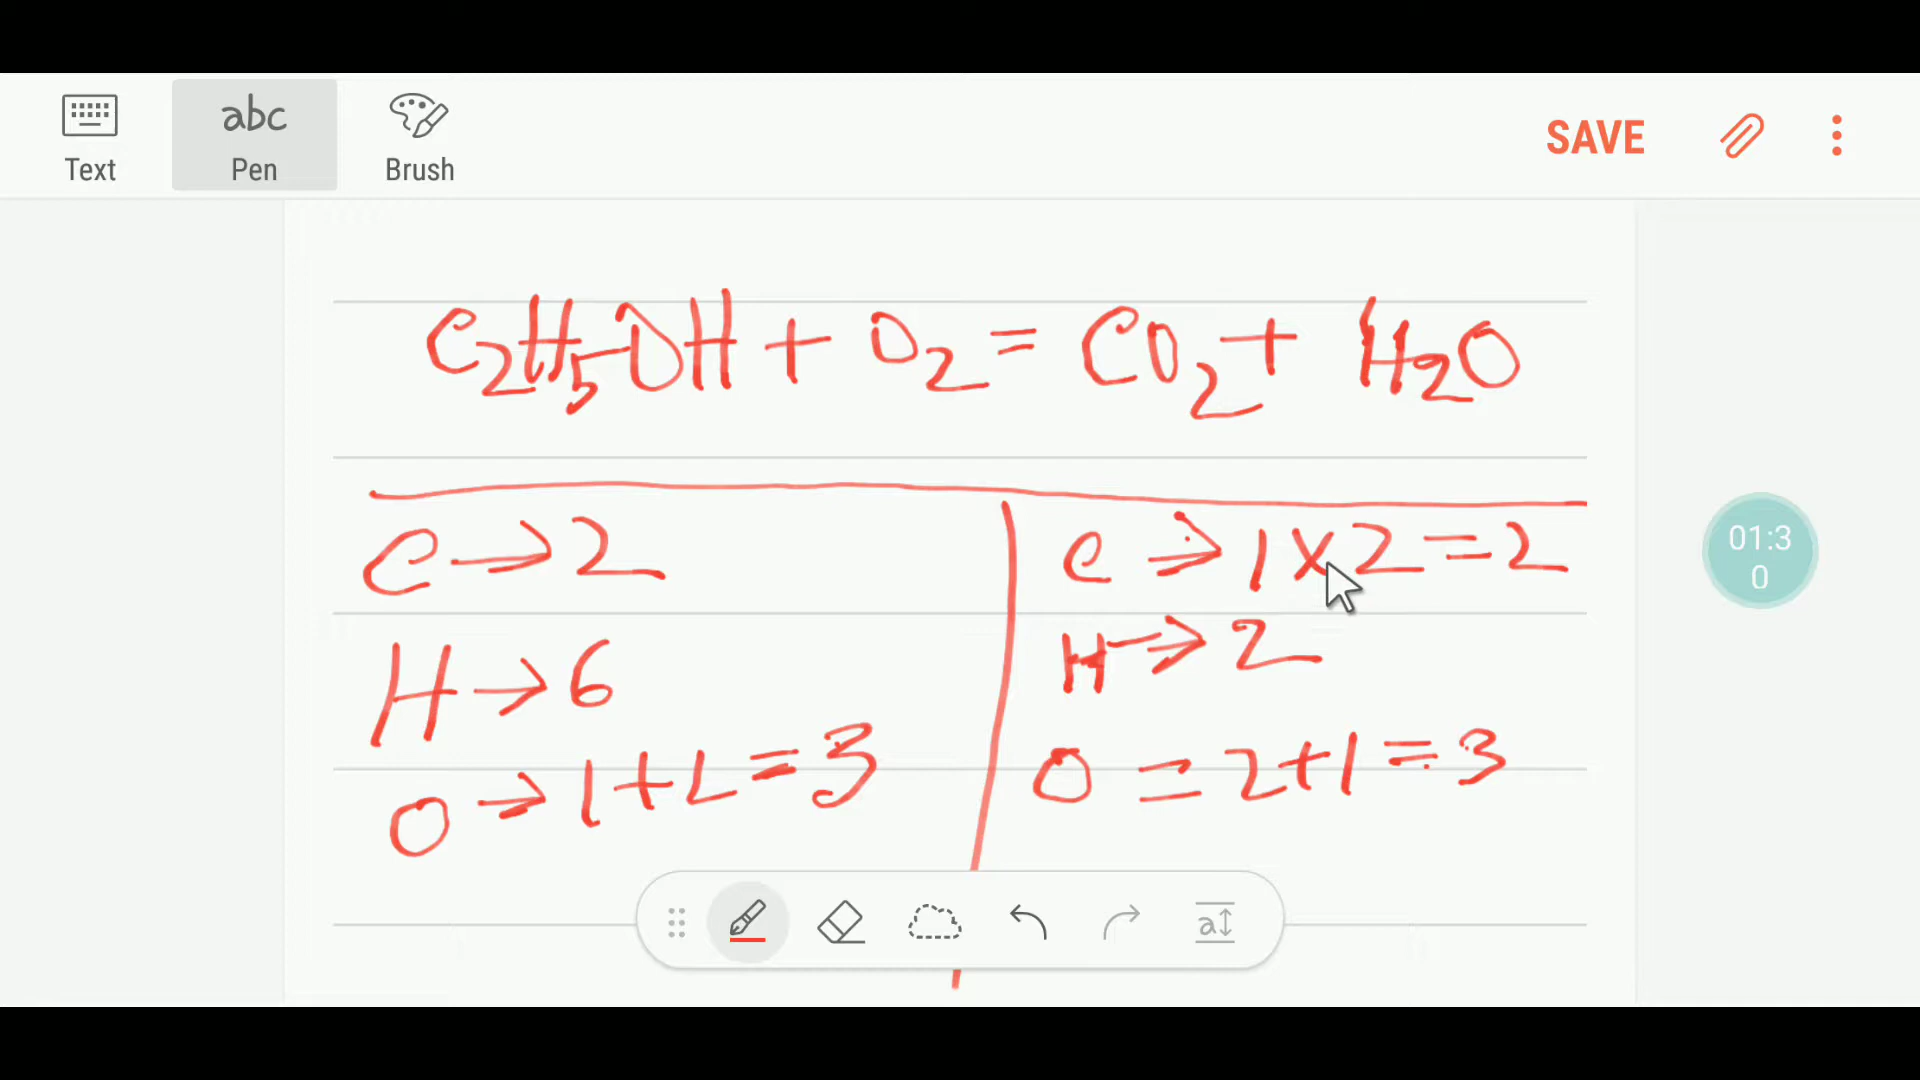 Text
abc
Pen
Brush
SAVE
C2H5OH + O2 = CO2 + H2O
C → 2
C → 1 x 2 = 2
01:3
0
H → 6
H → 2
O → 1 + 2 = 3
O = 2 + 1 = 3
a